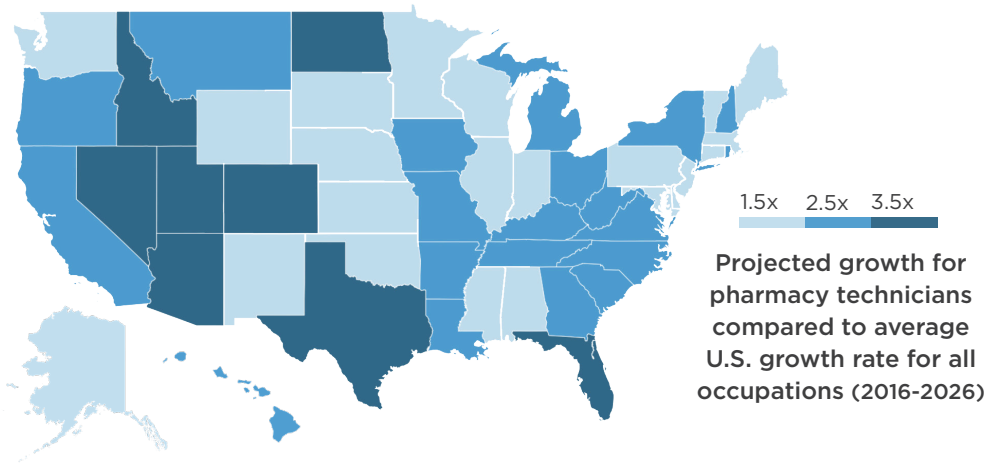 1.5x 2.5x 3.5x
Projected growth for
pharmacy technicians
compared to average
U.S. growth rate for all
occupations (2016-2026)